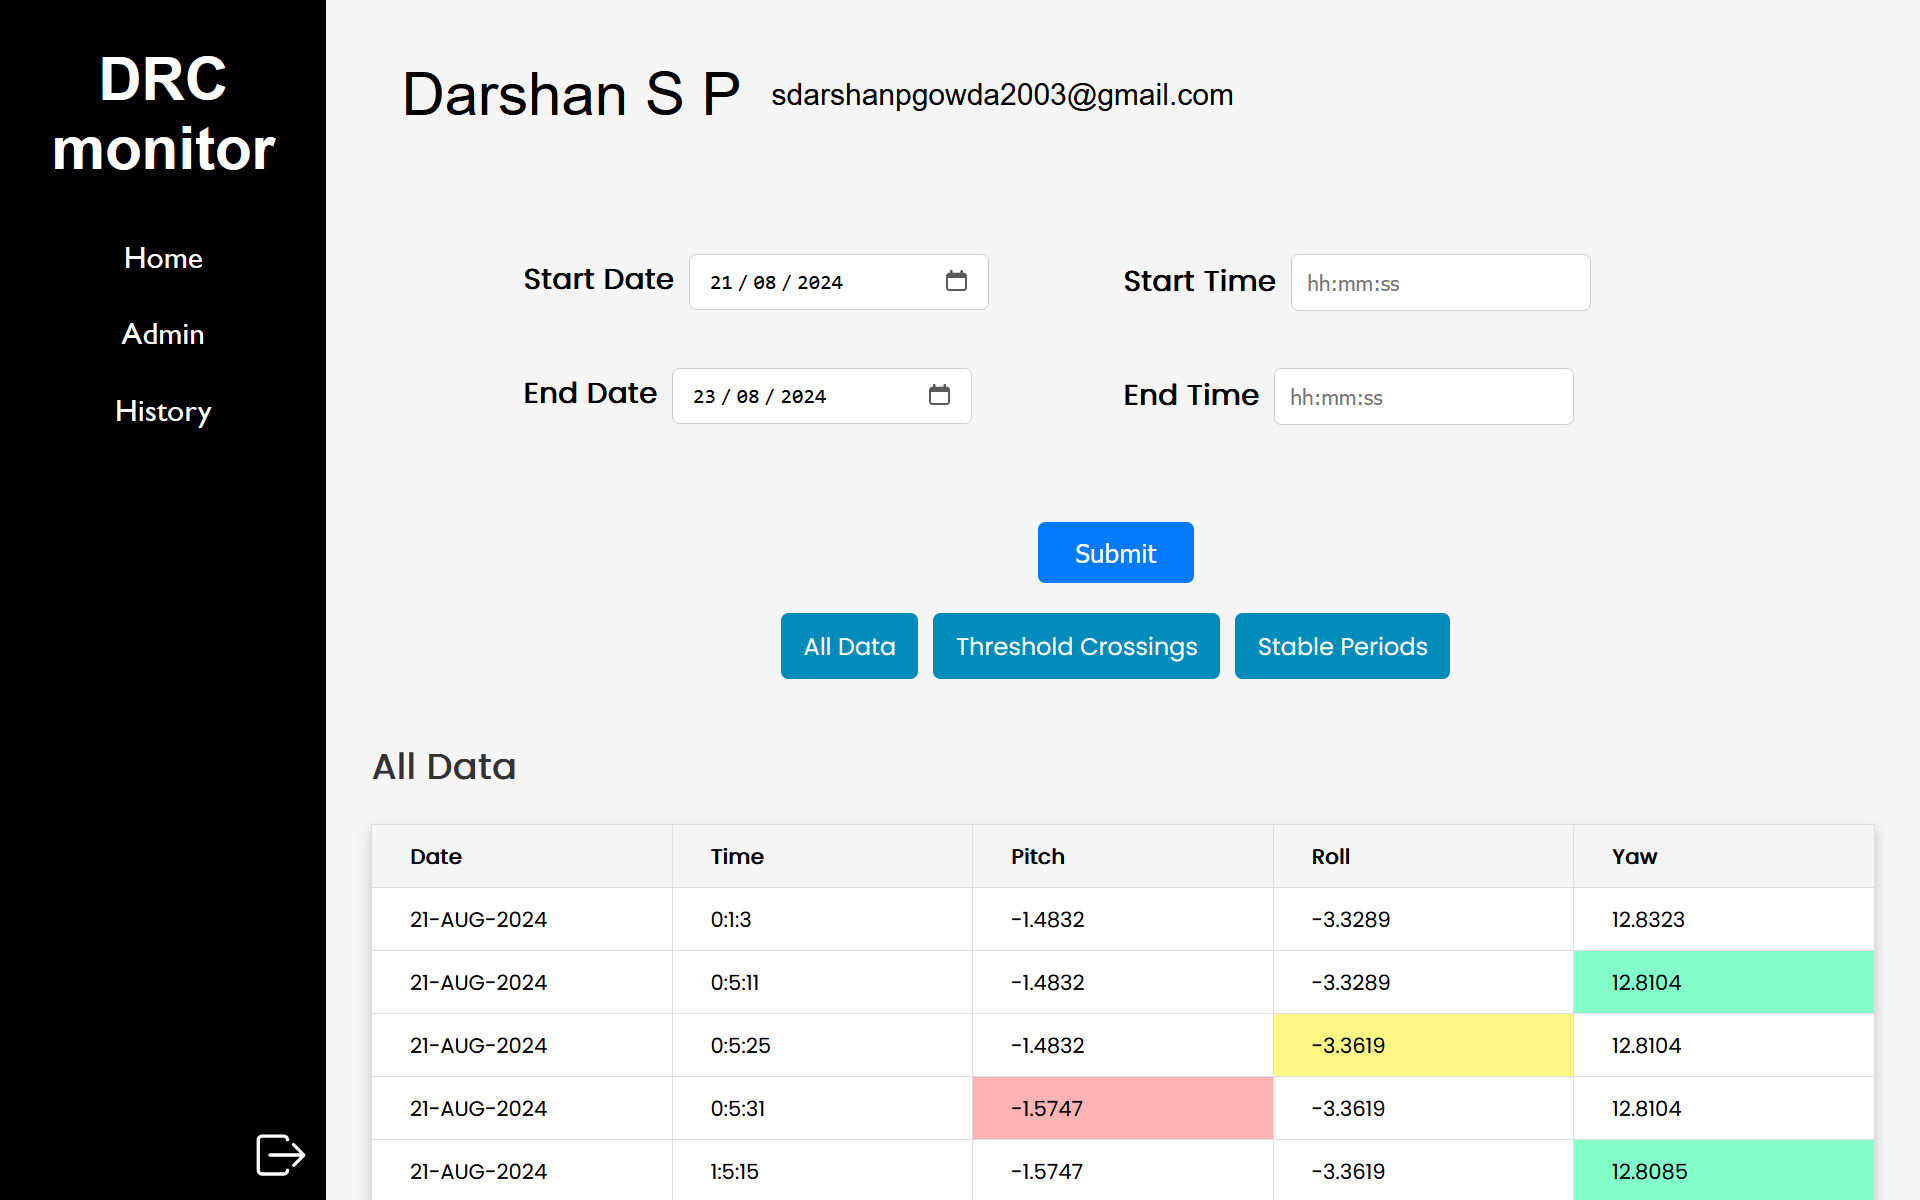 DRC
monitor
Home
Admin
History
Darshan S P sdarshanpgowda2003@gmail.com
Start Date 21 / 08 / 2024 Start Time hh:mm:ss
End Date 23 / 08 / 2024 End Time hh:mm:ss
Submit
All Data Threshold Crossings Stable Periods
All Data
Date Time Pitch Roll Yaw
21-AUG-2024 0:1:3 -1.4832 -3.3289 12.8323
21-AUG-2024 0:5:11 -1.4832 -3.3289 12.8104
21-AUG-2024 0:5:25 -1.4832 -3.3619 12.8104
21-AUG-2024 0:5:31 -1.5747 -3.3619 12.8104
21-AUG-2024 1:5:15 -1.5747 -3.3619 12.8085